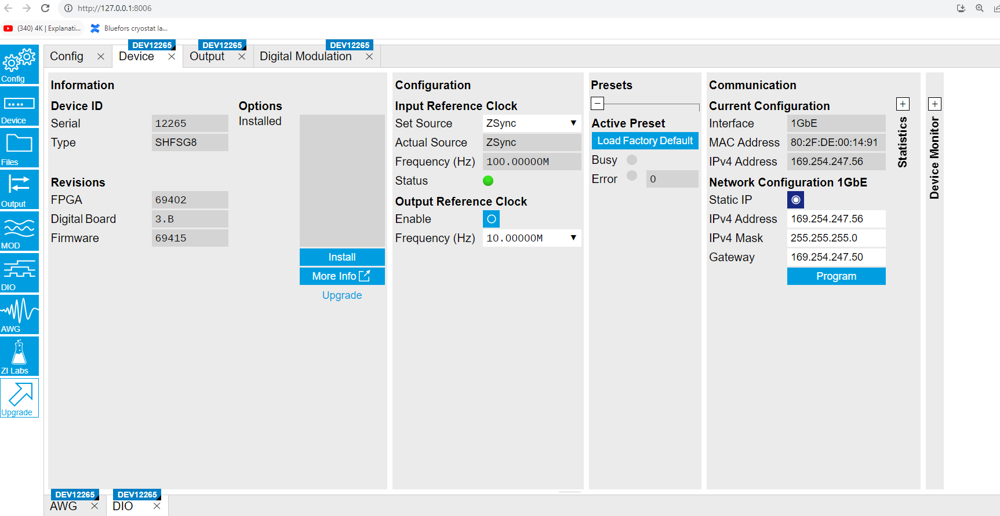 http://127.0.0.1:8006
(340) 4K | Explanati...
Bluefors cryostat la...
Config
Device
Files
Output
MOD
DIO
AWG
ZI Labs
Upgrade
Config
DEV12265
Device
DEV12265
Output
DEV12265
Digital Modulation
Information
Device ID
Serial 12265
Type SHFSG8
Revisions
FPGA 69402
Digital Board 3.B
Firmware 69415
Options
Installed
Install
More Info
Upgrade
Configuration
Input Reference Clock
Set Source ZSync
Actual Source ZSync
Frequency (Hz) 100.00000M
Status
Output Reference Clock
Enable
Frequency (Hz) 10.00000M
Presets
Active Preset
Load Factory Default
Busy
Error 0
Communication
Current Configuration
Interface 1GbE
MAC Address 80:2F:DE:00:14:91
IPv4 Address 169.254.247.56
Network Configuration 1GbE
Static IP
IPv4 Address 169.254.247.56
IPv4 Mask 255.255.255.0
Gateway 169.254.247.50
Program
Statistics
Device Monitor
DEV12265
AWG
DEV12265
DIO